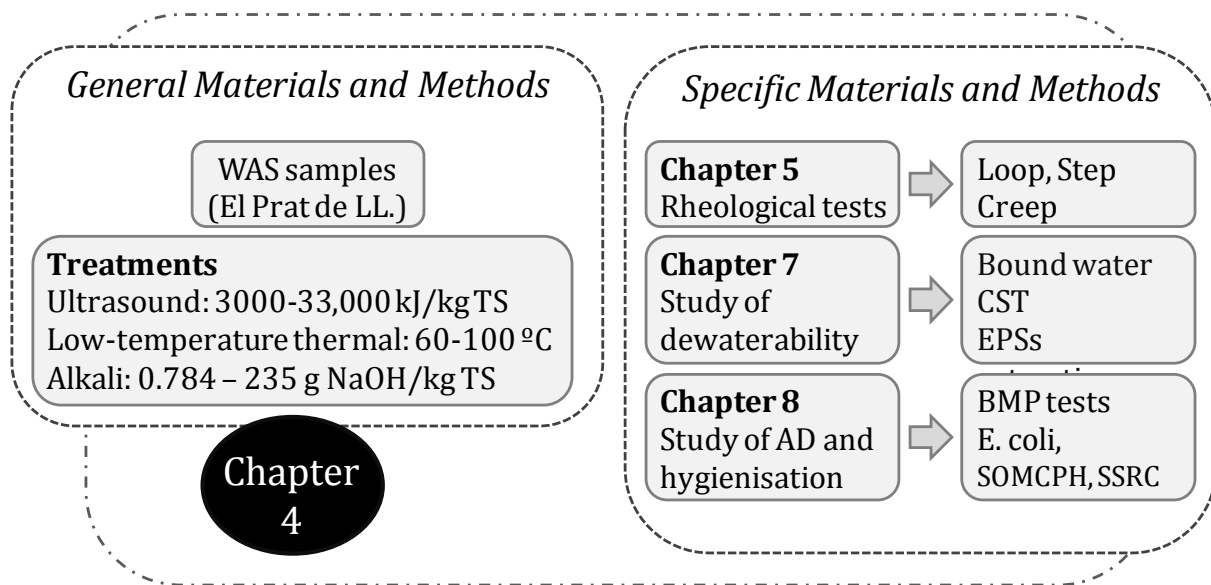 General Materials and Methods
WAS samples
(El Prat de LL.)
Treatments
Ultrasound: 3000-33,000 kJ/kg TS
Low-temperature thermal: 60-100 ºC
Alkali: 0.784 – 235 g NaOH/kg TS
Chapter
4
Specific Materials and Methods
Chapter 5
Rheological tests
Loop, Step
Creep
Chapter 7
Study of
dewaterability
Bound water
CST
EPSs
Chapter 8
Study of AD and
hygienisation
BMP tests
E. coli,
SOMCPH, SSRC